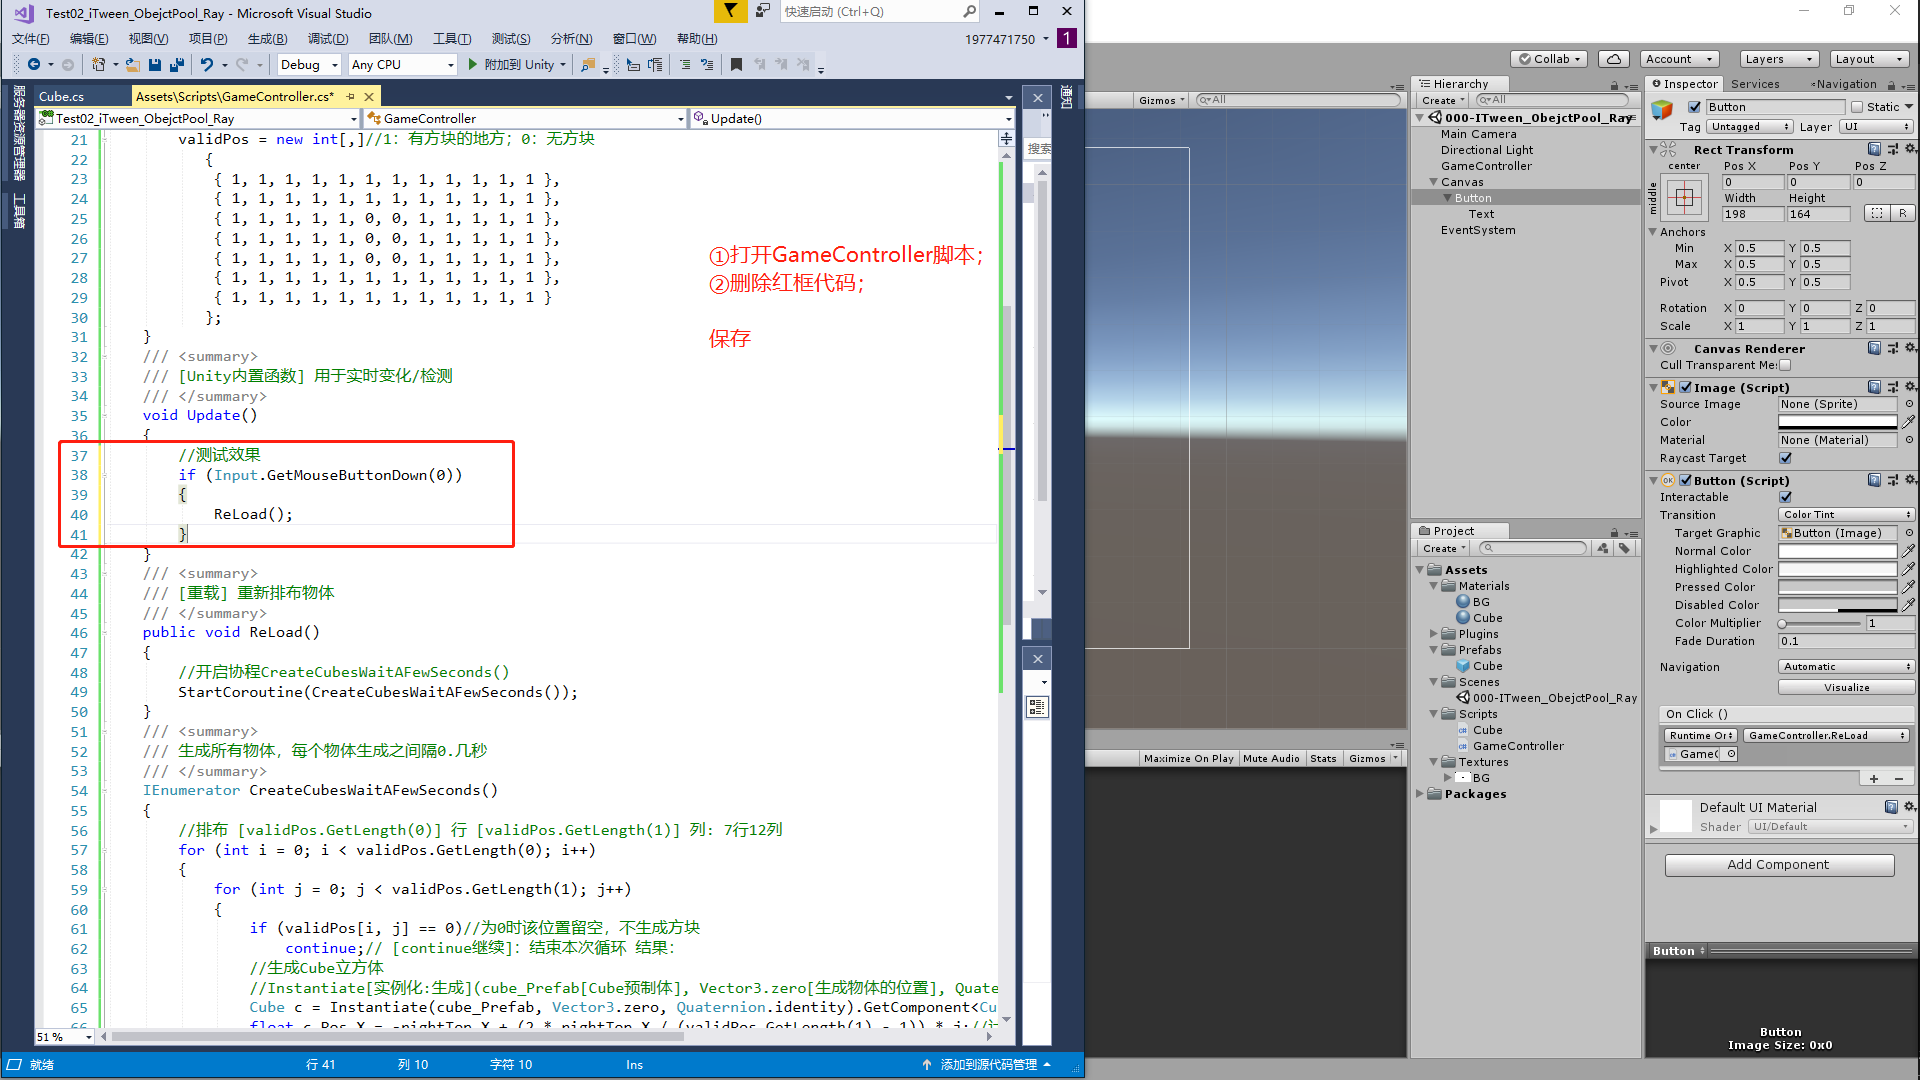 Test02_iTween_ObejctPool_Ray - Microsoft Visual Studio
快速启动 (Ctrl+Q)
文件(F) 编辑(E) 视图(V) 项目(P) 生成(B) 调试(D) 团队(M) 工具(T) 测试(S) 分析(N) 窗口(W) 帮助(H)
1977471750
1
Debug Any CPU 附加到 Unity
服务器资源管理器
工具箱
通知
Cube.cs Assets\Scripts\GameController.cs*
Test02_iTween_ObejctPool_Ray GameController Update()
搜索
21 validPos = new int[,]//1: 有方块的地方; 0: 无方块
22 {
23 { 1, 1, 1, 1, 1, 1, 1, 1, 1, 1, 1, 1 },
24 { 1, 1, 1, 1, 1, 1, 1, 1, 1, 1, 1, 1 },
25 { 1, 1, 1, 1, 1, 0, 0, 1, 1, 1, 1, 1 },
26 { 1, 1, 1, 1, 1, 0, 0, 1, 1, 1, 1, 1 },
27 { 1, 1, 1, 1, 1, 0, 0, 1, 1, 1, 1, 1 },
28 { 1, 1, 1, 1, 1, 1, 1, 1, 1, 1, 1, 1 },
29 { 1, 1, 1, 1, 1, 1, 1, 1, 1, 1, 1, 1 }
30 };
31 }
32 /// <summary>
33 /// [Unity内置函数] 用于实时变化/检测
34 /// </summary>
35 void Update()
36 {
37 //测试效果
38 if (Input.GetMouseButtonDown(0))
39 {
40 ReLoad();
41 }
42 }
43 /// <summary>
44 /// [重载] 重新排布物体
45 /// </summary>
46 public void ReLoad()
47 {
48 //开启协程CreateCubesWaitAFewSeconds()
49 StartCoroutine(CreateCubesWaitAFewSeconds());
50 }
51 /// <summary>
52 /// 生成所有物体, 每个物体生成之间隔0.几秒
53 /// </summary>
54 IEnumerator CreateCubesWaitAFewSeconds()
55 {
56 //排布 [validPos.GetLength(0)] 行 [validPos.GetLength(1)] 列: 7行12列
57 for (int i = 0; i < validPos.GetLength(0); i++)
58 {
59 for (int j = 0; j < validPos.GetLength(1); j++)
60 {
61 if (validPos[i, j] == 0)//为0时该位置留空, 不生成方块
62 continue;// [continue继续]: 结束本次循环 结果:
63 //生成Cube立方体
64 //Instantiate[实例化:生成](cube_Prefab[Cube预制体], Vector3.zero[生成物体的位置], Quate
65 Cube c = Instantiate(cube_Prefab, Vector3.zero, Quaternion.identity).GetComponent<Cu
66 float c_Pos_X = -rightTop_X + (2 * rightTop_X / (validPos.GetLength(1) - 1)) * j;//
①打开GameController脚本;
②删除红框代码;
保存
51 %
就绪 行 41 列 10 字符 10 Ins 添加到源代码管理
Collab Account Layers Layout
Gizmos All
Maximize On Play Mute Audio Stats Gizmos
Hierarchy
Create All
000-ITween_ObejctPool_Ray
Main Camera
Directional Light
GameController
Canvas
Button
Text
EventSystem
Project
Create
Assets
Materials
BG
Cube
Plugins
Prefabs
Cube
Scenes
000-ITween_ObejctPool_Ray
Scripts
Cube
GameController
Textures
BG
Packages
Inspector Services Navigation
Button Static
Tag Untagged Layer UI
Rect Transform
center Pos X Pos Y Pos Z
middle 0 0 0
Width Height
198 164 R
Anchors
Min X 0.5 Y 0.5
Max X 0.5 Y 0.5
Pivot X 0.5 Y 0.5
Rotation X 0 Y 0 Z 0
Scale X 1 Y 1 Z 1
Canvas Renderer
Cull Transparent Me:
Image (Script)
Source Image None (Sprite)
Color
Material None (Material)
Raycast Target
OK Button (Script)
Interactable
Transition Color Tint
Target Graphic Button (Image)
Normal Color
Highlighted Color
Pressed Color
Disabled Color
Color Multiplier 1
Fade Duration 0.1
Navigation Automatic
Visualize
On Click ()
Runtime Or GameController.ReLoad
GameC
+ −
Default UI Material
Shader UI/Default
Add Component
Button
Button
Image Size: 0x0